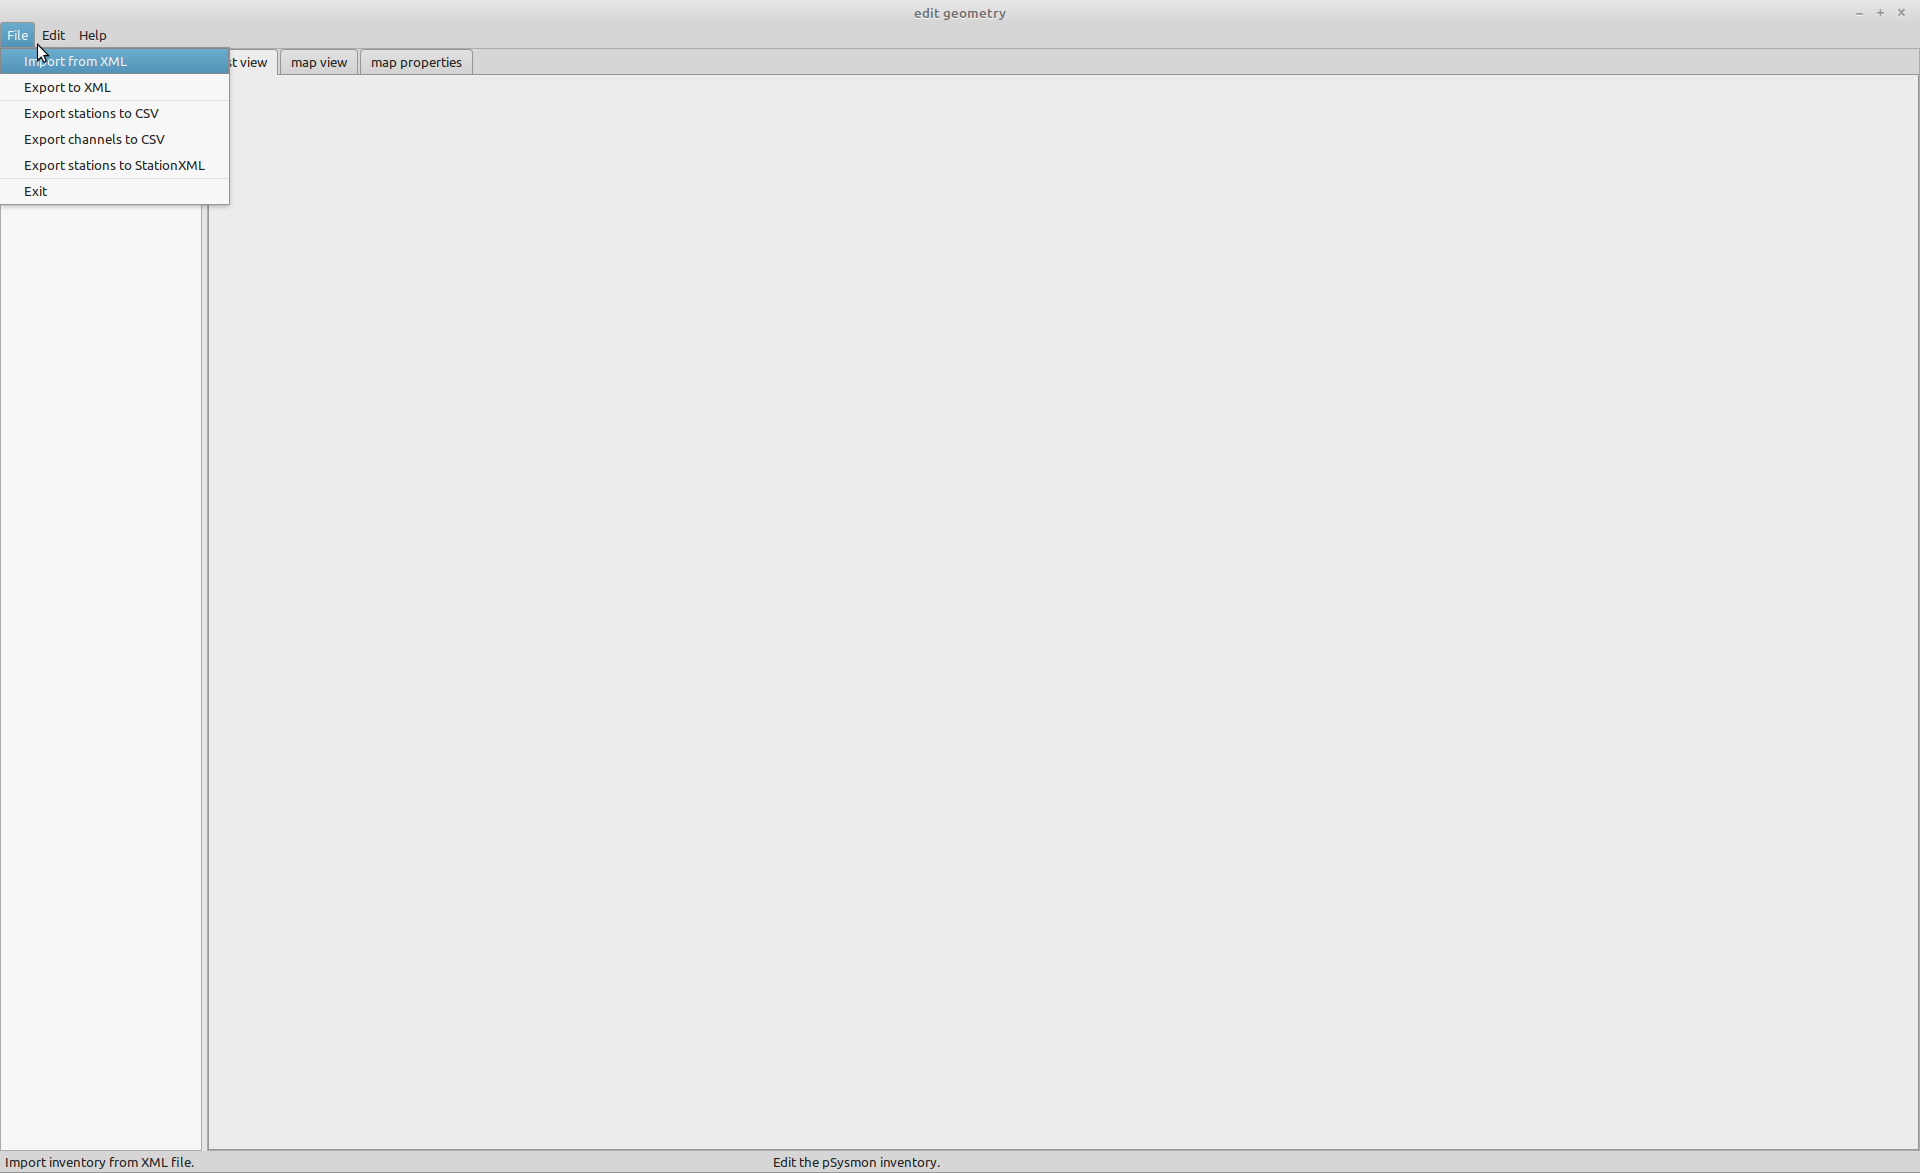 edit geometry
File Edit Help
Import from XML
view
map view
map properties
Export to XML
Export stations to CSV
Export channels to CSV
Export stations to StationXML
Exit
Import inventory from XML file.
Edit the pSysmon inventory.